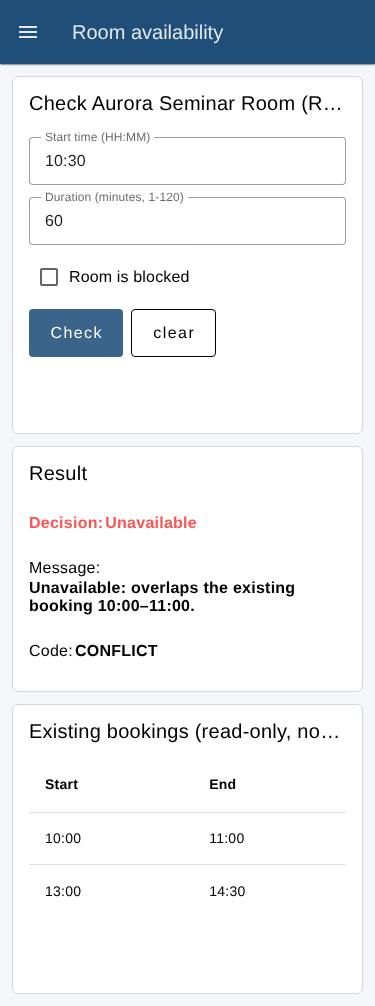 Room availability
Check Aurora Seminar Room (R…
Start time (HH:MM)
10:30
Duration (minutes, 1-120)
60
Room is blocked
Check clear
Result
Decision: Unavailable
Message:
Unavailable: overlaps the existing
booking 10:00–11:00.
Code: CONFLICT
Existing bookings (read-only, no…
Start End
10:00 11:00
13:00 14:30